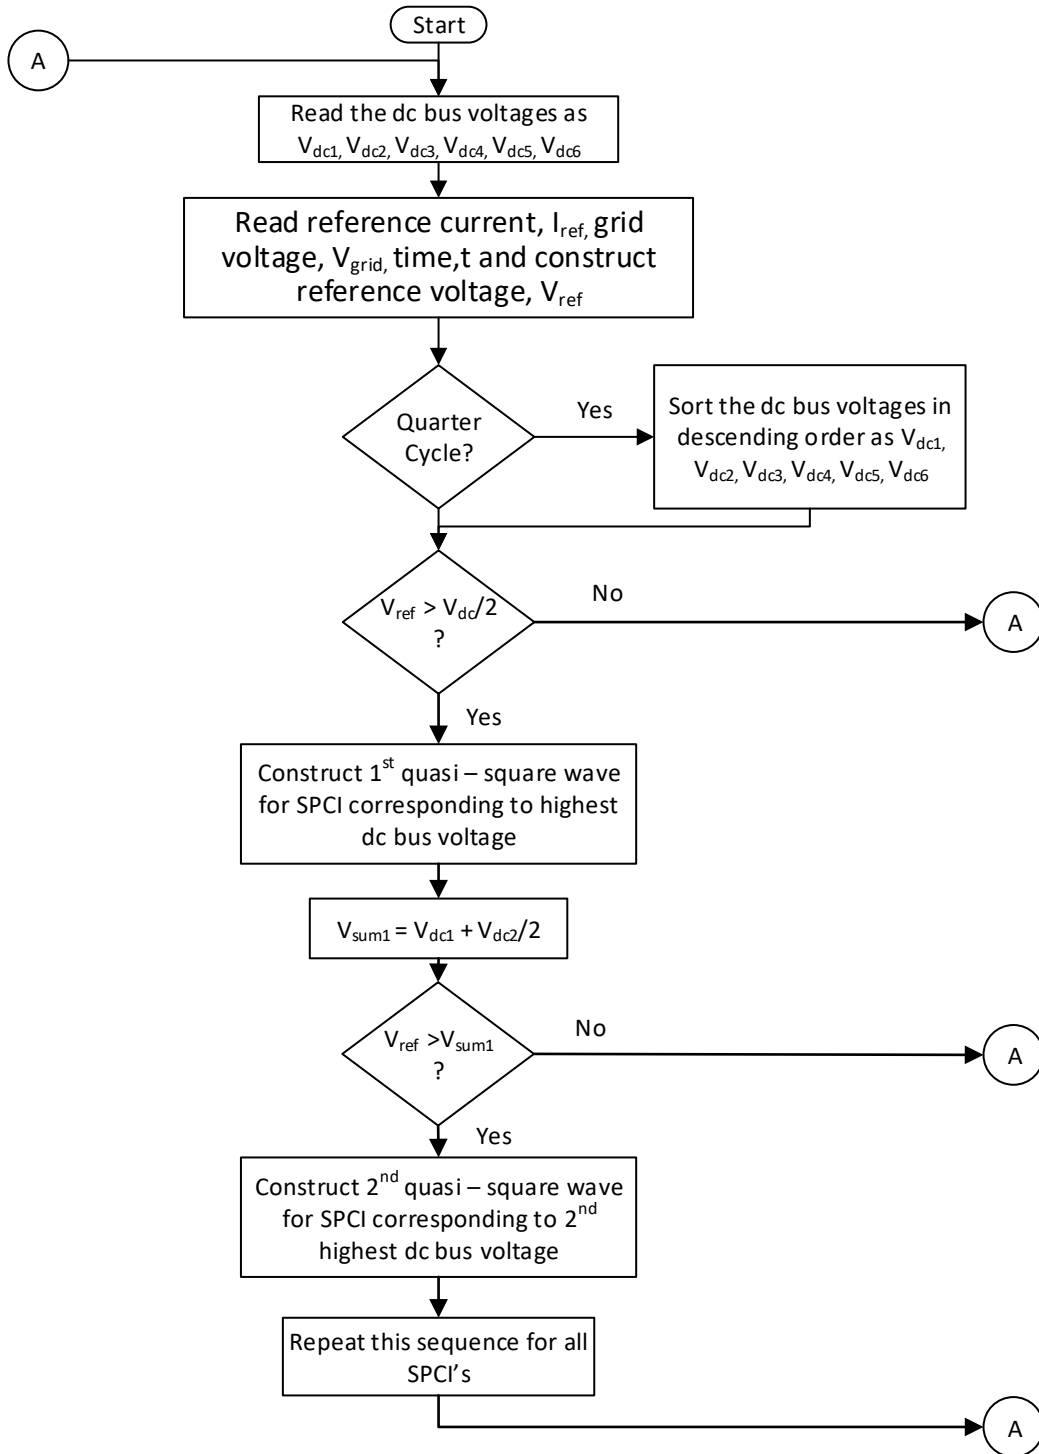 Start
A
Read the dc bus voltages as
Vdc1, Vdc2, Vdc3, Vdc4, Vdc5, Vdc6
Read reference current, Iref, grid
voltage, Vgrid, time,t and construct
reference voltage, Vref
Quarter
Cycle?
Yes
Sort the dc bus voltages in
descending order as Vdc1,
Vdc2, Vdc3, Vdc4, Vdc5, Vdc6
Vref > Vdc/2
?
No
A
Yes
Construct 1st quasi – square wave
for SPCI corresponding to highest
dc bus voltage
Vsum1 = Vdc1 + Vdc2/2
Vref >Vsum1
?
No
A
Yes
Construct 2nd quasi – square wave
for SPCI corresponding to 2nd
highest dc bus voltage
Repeat this sequence for all
SPCI’s
A